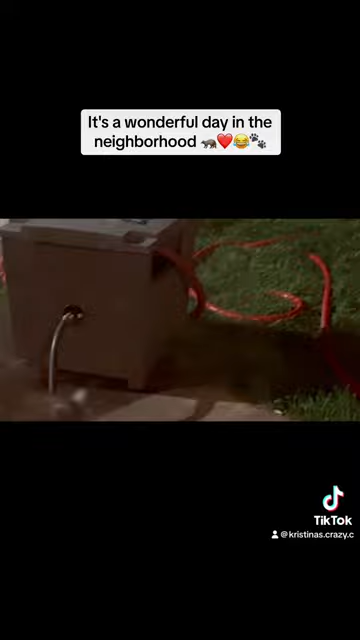 It's a wonderful day in the
neighborhood 🦡❤️😂🐾
TikTok
@kristinas.crazy.c